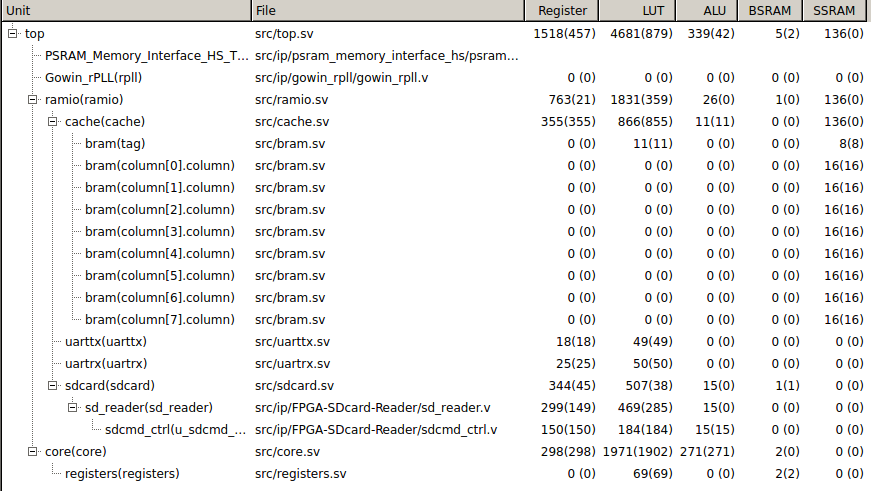 Unit File Register LUT ALU BSRAM SSRAM
top src/top.sv 1518(457) 4681(879) 339(42) 5(2) 136(0)
PSRAM_Memory_Interface_HS_T... src/ip/psram_memory_interface_hs/psram...
Gowin_rPLL(rpll) src/ip/gowin_rpll/gowin_rpll.v 0 (0) 0 (0) 0 (0) 0 (0) 0 (0)
ramio(ramio) src/ramio.sv 763(21) 1831(359) 26(0) 1(0) 136(0)
cache(cache) src/cache.sv 355(355) 866(855) 11(11) 0 (0) 136(0)
bram(tag) src/bram.sv 0 (0) 11(11) 0 (0) 0 (0) 8(8)
bram(column[0].column) src/bram.sv 0 (0) 0 (0) 0 (0) 0 (0) 16(16)
bram(column[1].column) src/bram.sv 0 (0) 0 (0) 0 (0) 0 (0) 16(16)
bram(column[2].column) src/bram.sv 0 (0) 0 (0) 0 (0) 0 (0) 16(16)
bram(column[3].column) src/bram.sv 0 (0) 0 (0) 0 (0) 0 (0) 16(16)
bram(column[4].column) src/bram.sv 0 (0) 0 (0) 0 (0) 0 (0) 16(16)
bram(column[5].column) src/bram.sv 0 (0) 0 (0) 0 (0) 0 (0) 16(16)
bram(column[6].column) src/bram.sv 0 (0) 0 (0) 0 (0) 0 (0) 16(16)
bram(column[7].column) src/bram.sv 0 (0) 0 (0) 0 (0) 0 (0) 16(16)
uarttx(uarttx) src/uarttx.sv 18(18) 49(49) 0 (0) 0 (0) 0 (0)
uartrx(uartrx) src/uartrx.sv 25(25) 50(50) 0 (0) 0 (0) 0 (0)
sdcard(sdcard) src/sdcard.sv 344(45) 507(38) 15(0) 1(1) 0 (0)
sd_reader(sd_reader) src/ip/FPGA-SDcard-Reader/sd_reader.v 299(149) 469(285) 15(0) 0 (0) 0 (0)
sdcmd_ctrl(u_sdcmd_... src/ip/FPGA-SDcard-Reader/sdcmd_ctrl.v 150(150) 184(184) 15(15) 0 (0) 0 (0)
core(core) src/core.sv 298(298) 1971(1902) 271(271) 2(0) 0 (0)
registers(registers) src/registers.sv 0 (0) 69(69) 0 (0) 2(2) 0 (0)